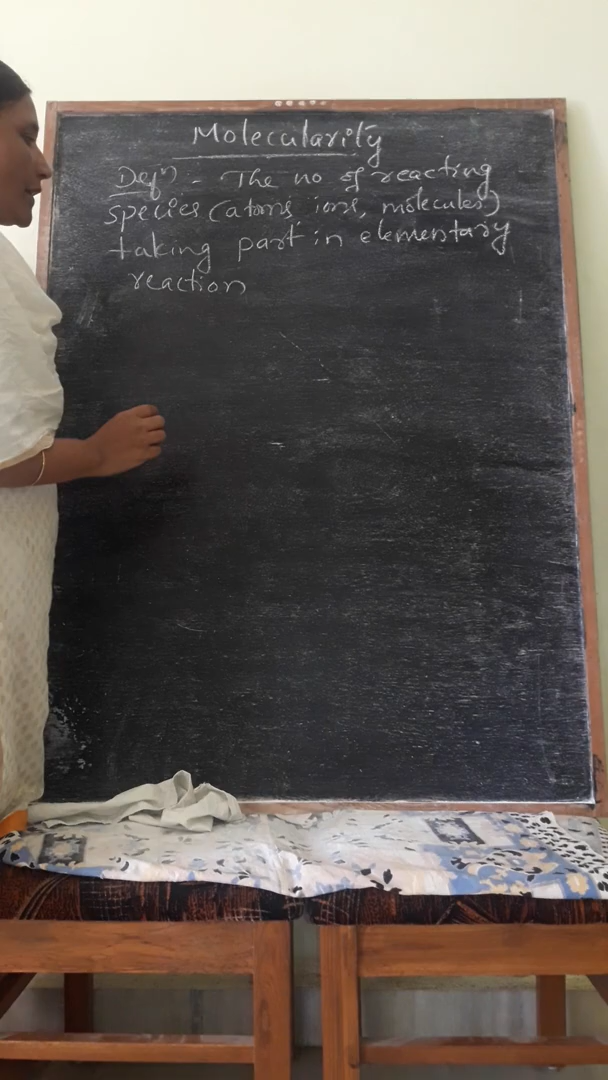 Molecularity
Defⁿ) - The no of reacting
species (atoms, ions, molecules)
taking part in elementary
reaction